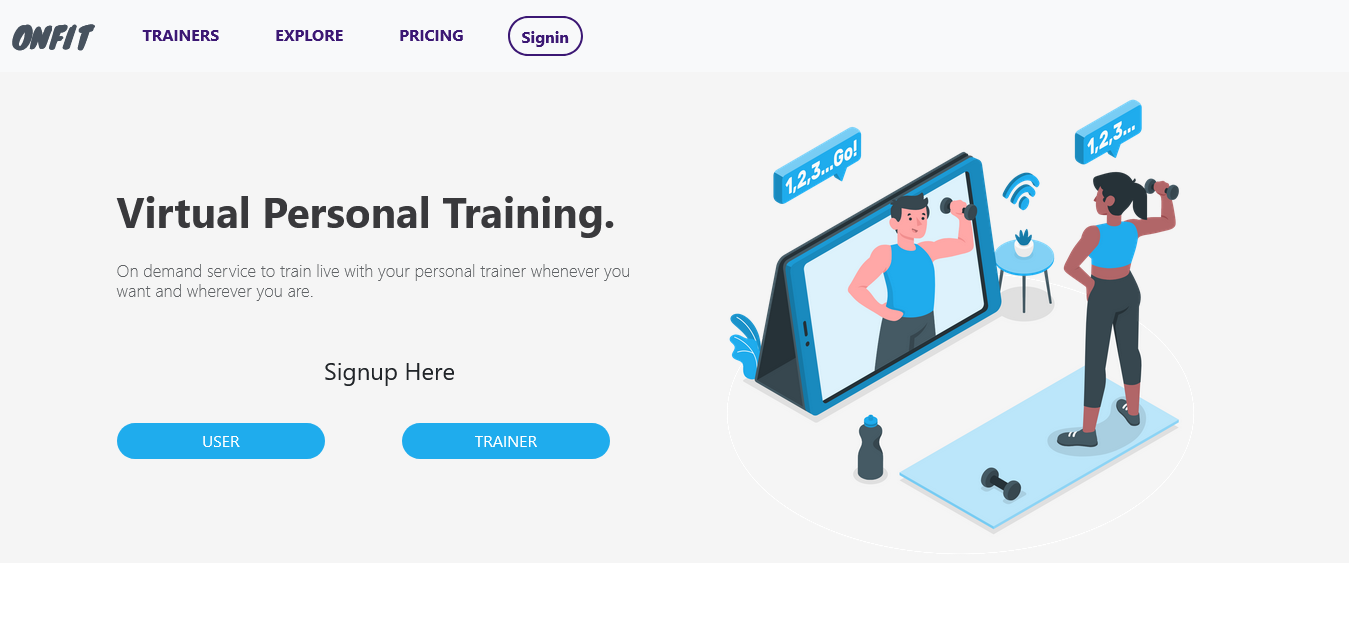 ONFIT
TRAINERS
EXPLORE
PRICING
Signin
1,2,3...Go!
1,2,3...
Virtual Personal Training.
On demand service to train live with your personal trainer whenever you
want and wherever you are.
Signup Here
USER
TRAINER